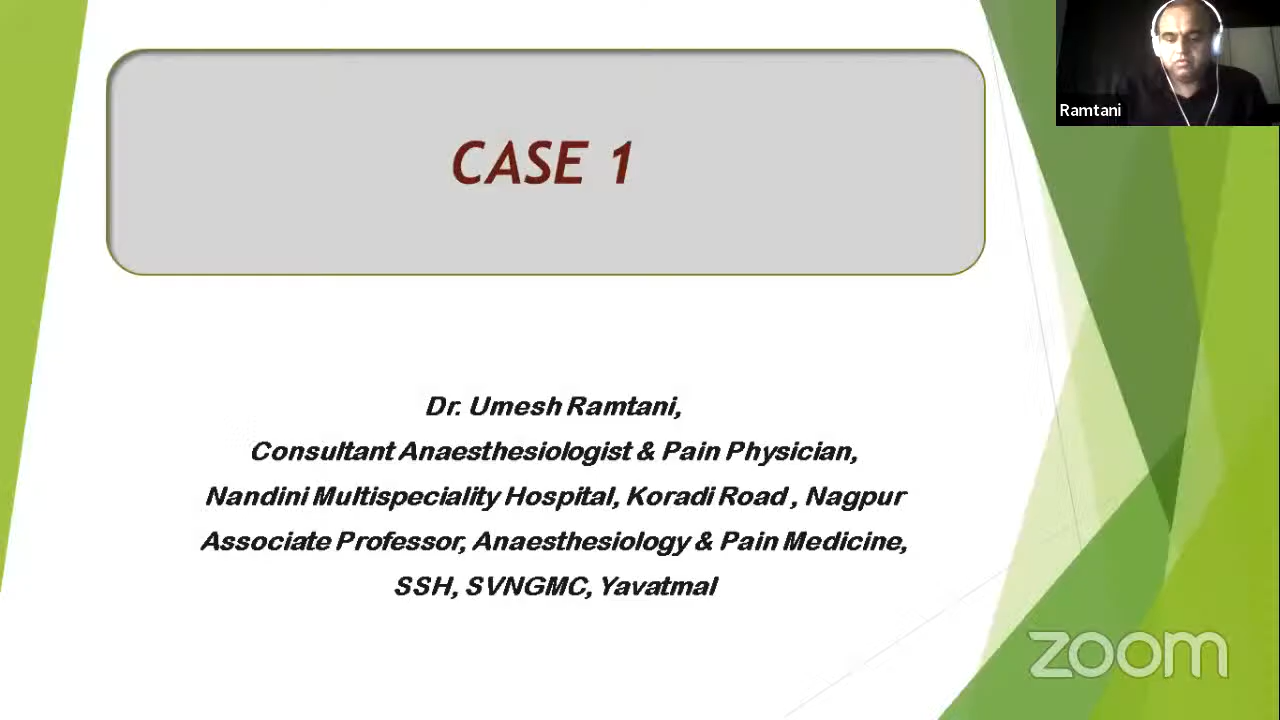 CASE 1
Ramtani
Dr. Umesh Ramtani,
Consultant Anaesthesiologist & Pain Physician,
Nandini Multispeciality Hospital, Koradi Road , Nagpur
Associate Professor, Anaesthesiology & Pain Medicine,
SSH, SVNGMC, Yavatmal
zoom